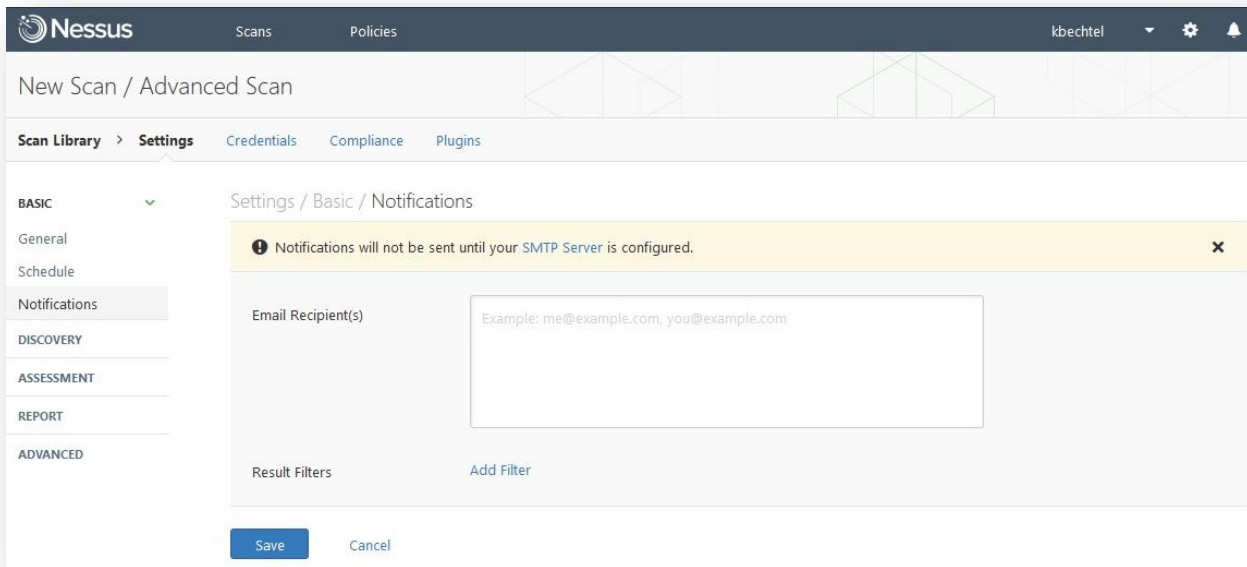 Nessus Scans Policies kbechtel
New Scan / Advanced Scan
Scan Library > Settings Credentials Compliance Plugins
BASIC
Settings / Basic / Notifications
General
Notifications will not be sent until your SMTP Server is configured.
Schedule
Notifications
Email Recipient(s)
Example: me@example.com, you@example.com
DISCOVERY
ASSESSMENT
REPORT
ADVANCED
Result Filters Add Filter
Save Cancel